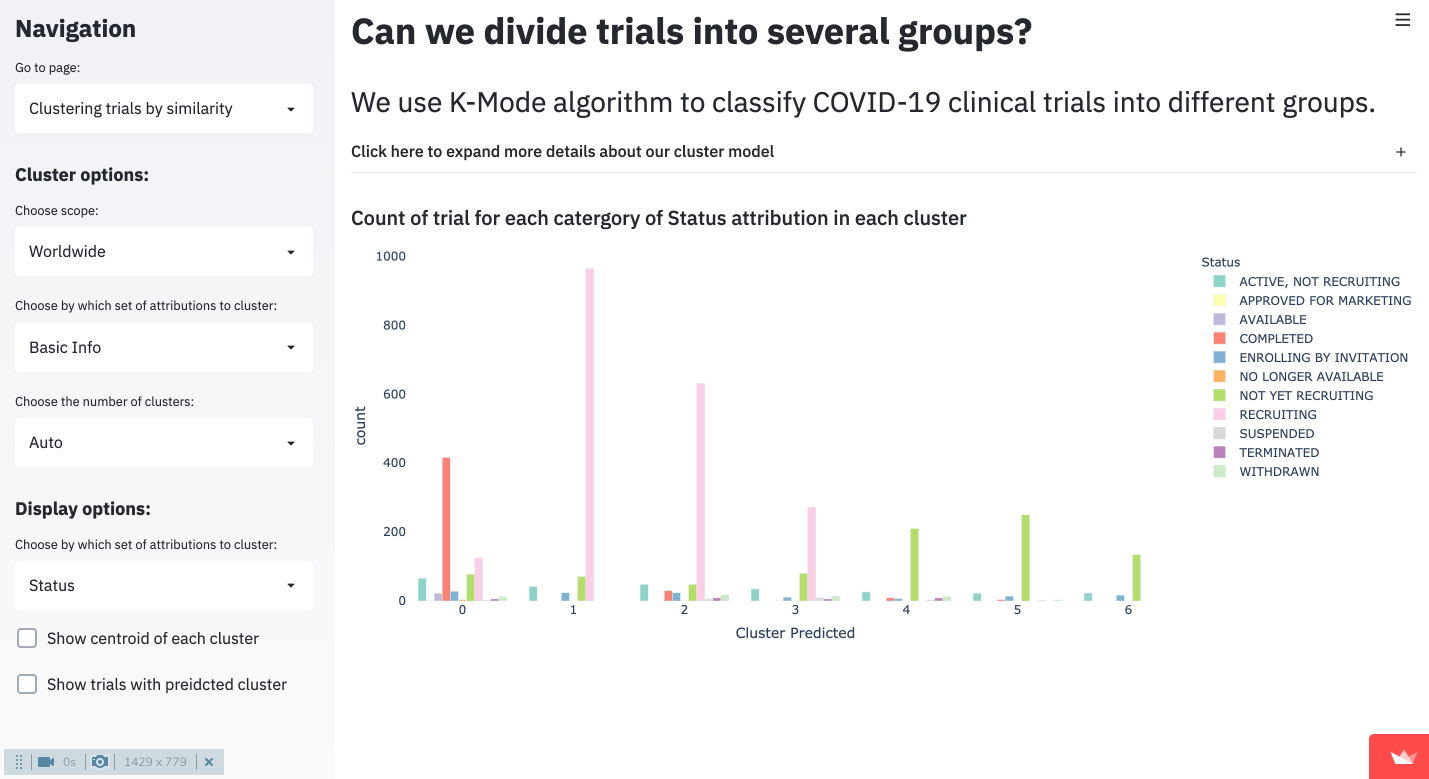 Navigation
Go to page:
Clustering trials by similarity
Cluster options:
Choose scope:
Worldwide
Choose by which set of attributions to cluster:
Basic Info
Choose the number of clusters:
Auto
Display options:
Choose by which set of attributions to cluster:
Status
Show centroid of each cluster
Show trials with preidcted cluster
0s
1429 x 779
Can we divide trials into several groups?
We use K-Mode algorithm to classify COVID-19 clinical trials into different groups.
Click here to expand more details about our cluster model
Count of trial for each catergory of Status attribution in each cluster
1000
800
600
400
200
0
count
0 1 2 3 4 5 6
Cluster Predicted
Status
ACTIVE, NOT RECRUITING
APPROVED FOR MARKETING
AVAILABLE
COMPLETED
ENROLLING BY INVITATION
NO LONGER AVAILABLE
NOT YET RECRUITING
RECRUITING
SUSPENDED
TERMINATED
WITHDRAWN